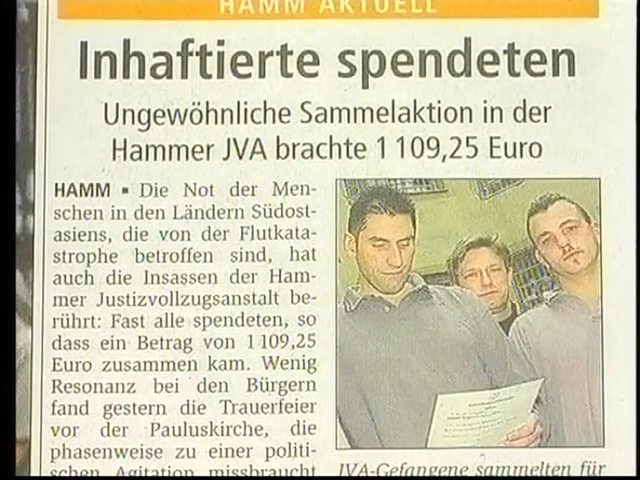 HAMM AKTUELL
Inhaftierte spendeten
Ungewöhnliche Sammelaktion in der
Hammer JVA brachte 1 109,25 Euro
HAMM ▪ Die Not der Men-
schen in den Ländern Südost-
asiens, die von der Flutkata-
strophe betroffen sind, hat
auch die Insassen der Ham-
mer Justizvollzugsanstalt be-
rührt: Fast alle spendeten, so
dass ein Betrag von 1 109,25
Euro zusammen kam. Wenig
Resonanz bei den Bürgern
fand gestern die Trauerfeier
vor der Pauluskirche, die
phasenweise zu einer politi-
schen Agitation missbraucht
JVA-Gefangene sammelten für